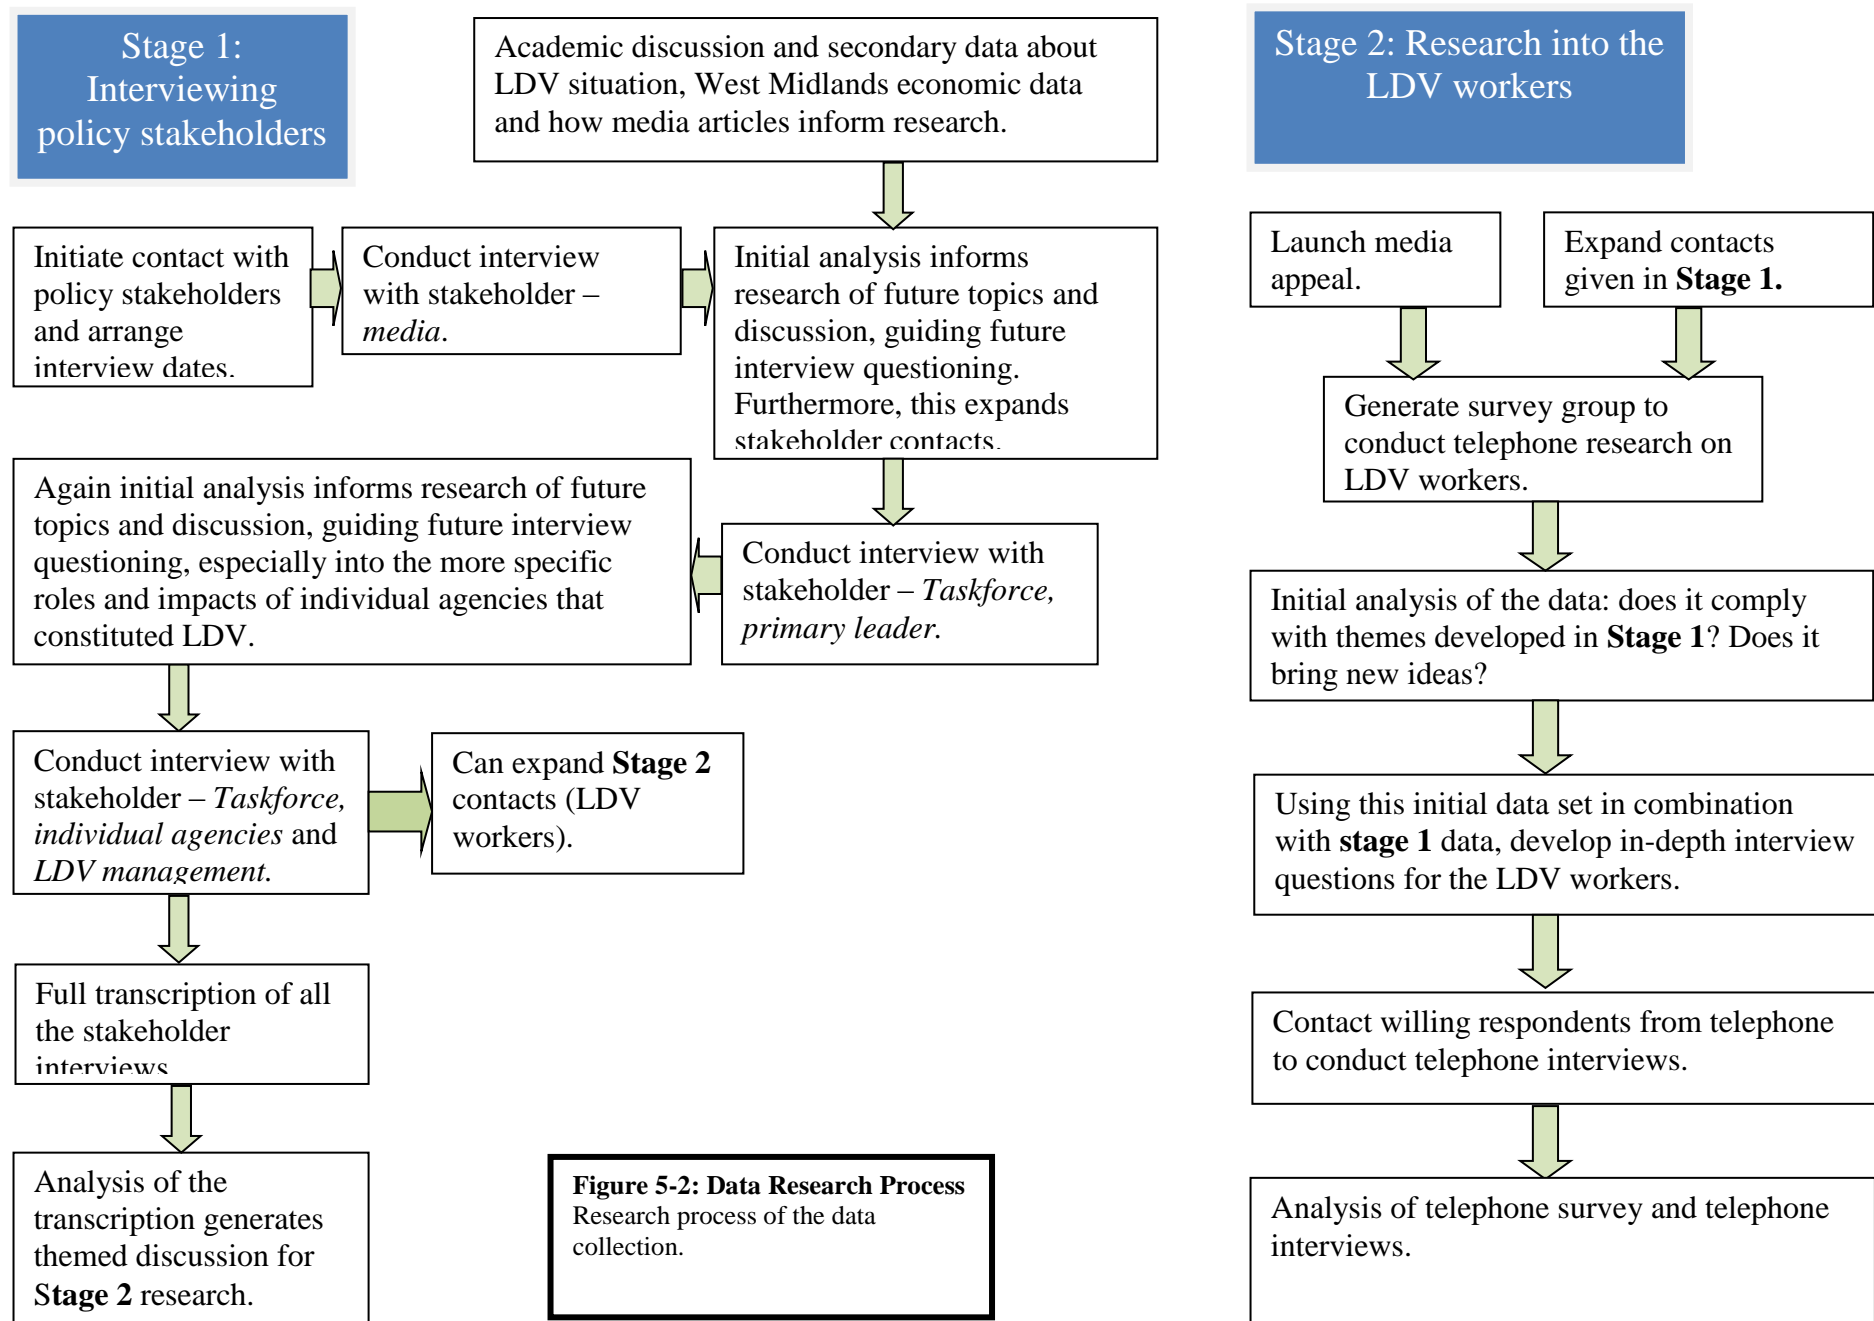 Stage 1:
Interviewing
policy stakeholders
Academic discussion and secondary data about
LDV situation, West Midlands economic data
and how media articles inform research.
Initiate contact with
policy stakeholders
and arrange
interview dates.
Conduct interview
with stakeholder –
media.
Initial analysis informs
research of future topics and
discussion, guiding future
interview questioning.
Furthermore, this expands
stakeholder contacts.
Again initial analysis informs research of future
topics and discussion, guiding future interview
questioning, especially into the more specific
roles and impacts of individual agencies that
constituted LDV.
Conduct interview with
stakeholder – Taskforce,
primary leader.
Conduct interview with
stakeholder – Taskforce,
individual agencies and
LDV management.
Can expand Stage 2
contacts (LDV
workers).
Full transcription of all
the stakeholder
interviews
Analysis of the
transcription generates
themed discussion for
Stage 2 research.
Figure 5-2: Data Research Process
Research process of the data
collection.
Stage 2: Research into the
LDV workers
Launch media
appeal.
Expand contacts
given in Stage 1.
Generate survey group to
conduct telephone research on
LDV workers.
Initial analysis of the data: does it comply
with themes developed in Stage 1? Does it
bring new ideas?
Using this initial data set in combination
with stage 1 data, develop in-depth interview
questions for the LDV workers.
Contact willing respondents from telephone
to conduct telephone interviews.
Analysis of telephone survey and telephone
interviews.